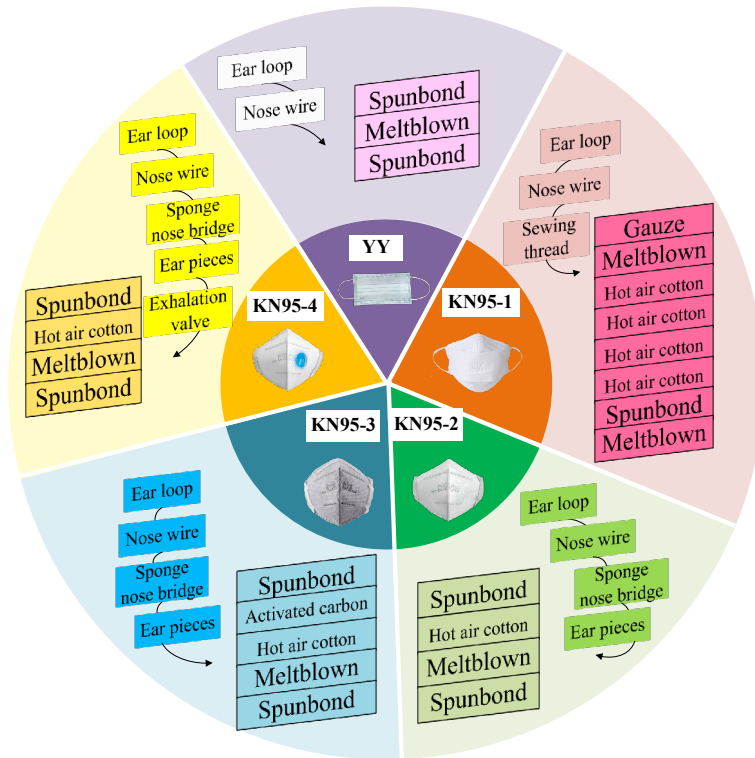 Ear loop
Nose wire
Spunbond
Meltblown
Spunbond
YY
Ear loop
Nose wire
Sewing
thread
Gauze
Meltblown
Hot air cotton
Hot air cotton
Hot air cotton
Hot air cotton
Spunbond
Meltblown
KN95-1
Ear loop
Nose wire
Sponge
nose bridge
Ear pieces
Spunbond
Hot air cotton
Meltblown
Spunbond
KN95-2
Ear loop
Nose wire
Sponge
nose bridge
Ear pieces
Spunbond
Activated carbon
Hot air cotton
Meltblown
Spunbond
KN95-3
Ear loop
Nose wire
Sponge
nose bridge
Ear pieces
Exhalation
valve
Spunbond
Hot air cotton
Meltblown
Spunbond
KN95-4